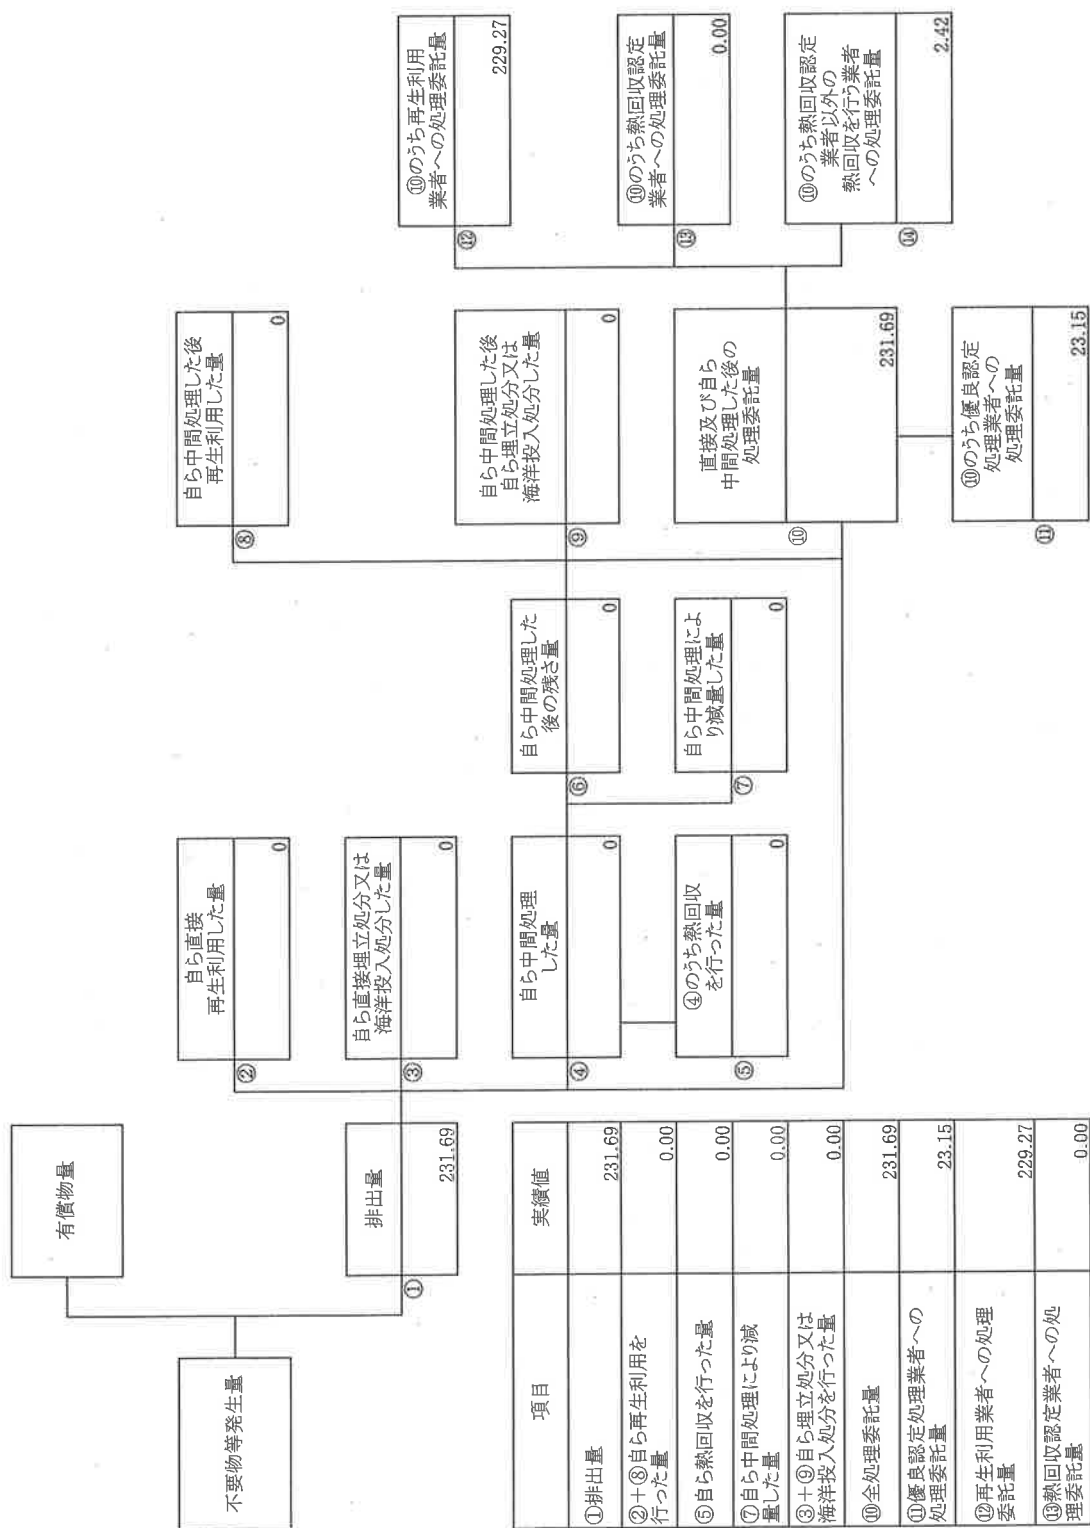 不要物等発生量
有償物量
排出量
①
231.69
自ら直接
再生利用した量
②
0
自ら直接埋立処分又は
海洋投入処分した量
③
0
自ら中間処理
した量
④
0
④のうち熱回収
を行った量
⑤
0
自ら中間処理した
後の残さ量
⑥
0
自ら中間処理によ
り減量した量
⑦
0
自ら中間処理した後
再生利用した量
⑧
0
自ら中間処理した後
自ら埋立処分又は
海洋投入処分した量
⑨
0
直接及び自ら
中間処理した後の
処理委託量
⑩
231.69
⑩のうち優良認定
処理業者への
処理委託量
⑪
23.15
⑩のうち再生利用
業者への処理委託量
⑫
229.27
⑩のうち熱回収認定
業者への処理委託量
⑬
0.00
⑩のうち熱回収認定
業者以外の
熱回収を行う業者
への処理委託量
⑭
2.42
項目
実績値
①排出量
231.69
②+⑧自ら再生利用を
行った量
0.00
⑤自ら熱回収を行った量
0.00
⑦自ら中間処理により減
量した量
0.00
③+⑨自ら埋立処分又は
海洋投入処分を行った量
0.00
⑩全処理委託量
231.69
⑪優良認定処理業者への
処理委託量
23.15
⑫再生利用業者への処理
委託量
229.27
⑬熱回収認定業者への処
理委託量
0.00